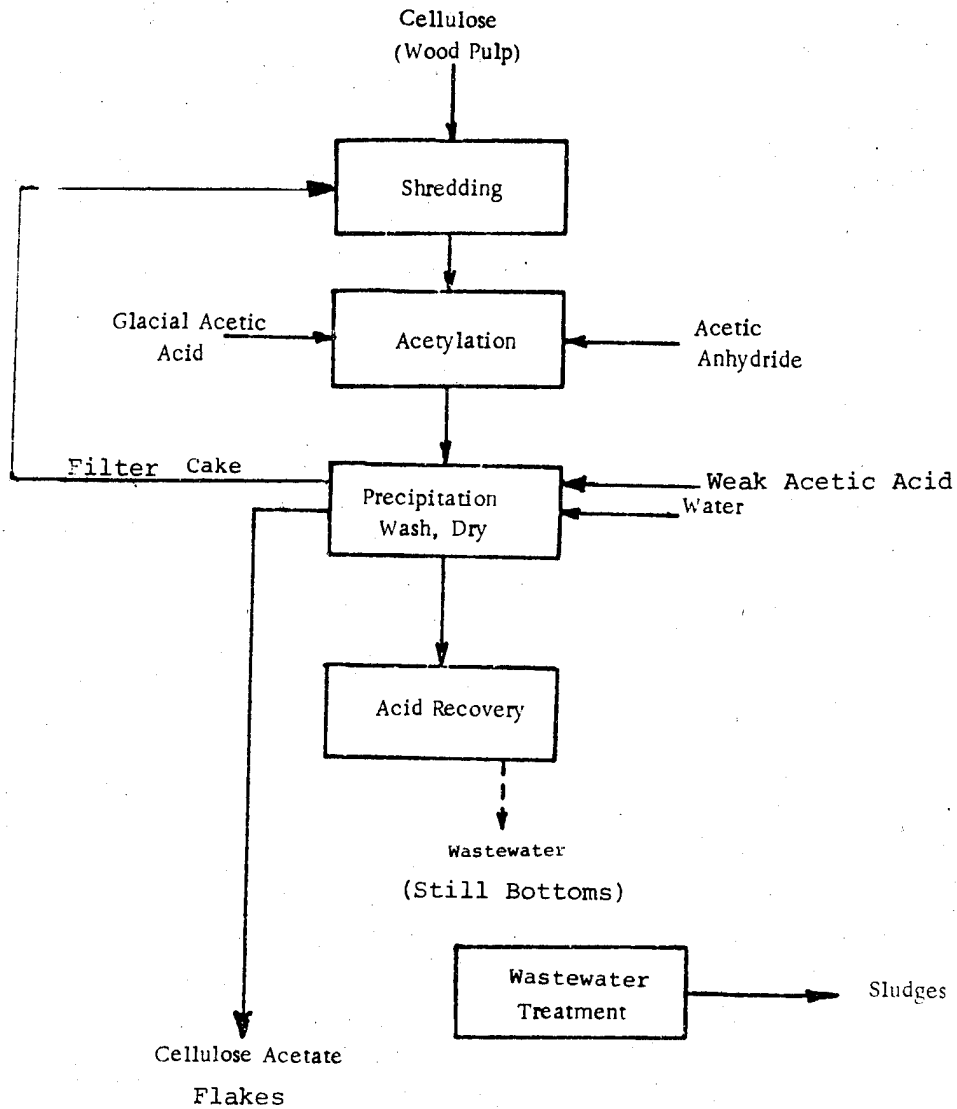 Cellulose
(Wood Pulp)
Shredding
Glacial Acetic
Acid
Acetylation
Acetic
Anhydride
Filter Cake
Precipitation
Wash, Dry
Weak Acetic Acid
Water
Acid Recovery
Wastewater
(Still Bottoms)
Wastewater
Treatment
Sludges
Cellulose Acetate
Flakes